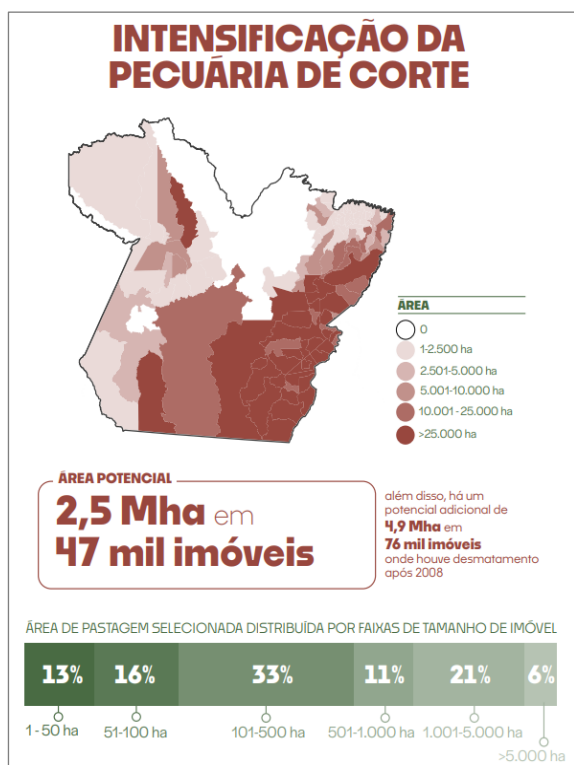 INTENSIFICAÇÃO DA
PECUÁRIA DE CORTE
ÁREA
0
1-2.500 ha
2.501-5.000 ha
5.001-10.000 ha
10.001 - 25.000 ha
>25.000 ha
ÁREA POTENCIAL
2,5 Mha em
47 mil imóveis
além disso, há um
potencial adicional de
4,9 Mha em
76 mil imóveis
onde houve desmatamento
após 2008
ÁREA DE PASTAGEM SELECIONADA DISTRIBUÍDA POR FAIXAS DE TAMANHO DE IMÓVEL
13% 16% 33% 11% 21% 6%
1 - 50 ha 51-100 ha 101-500 ha 501-1.000 ha 1.001-5.000 ha
>5.000 ha